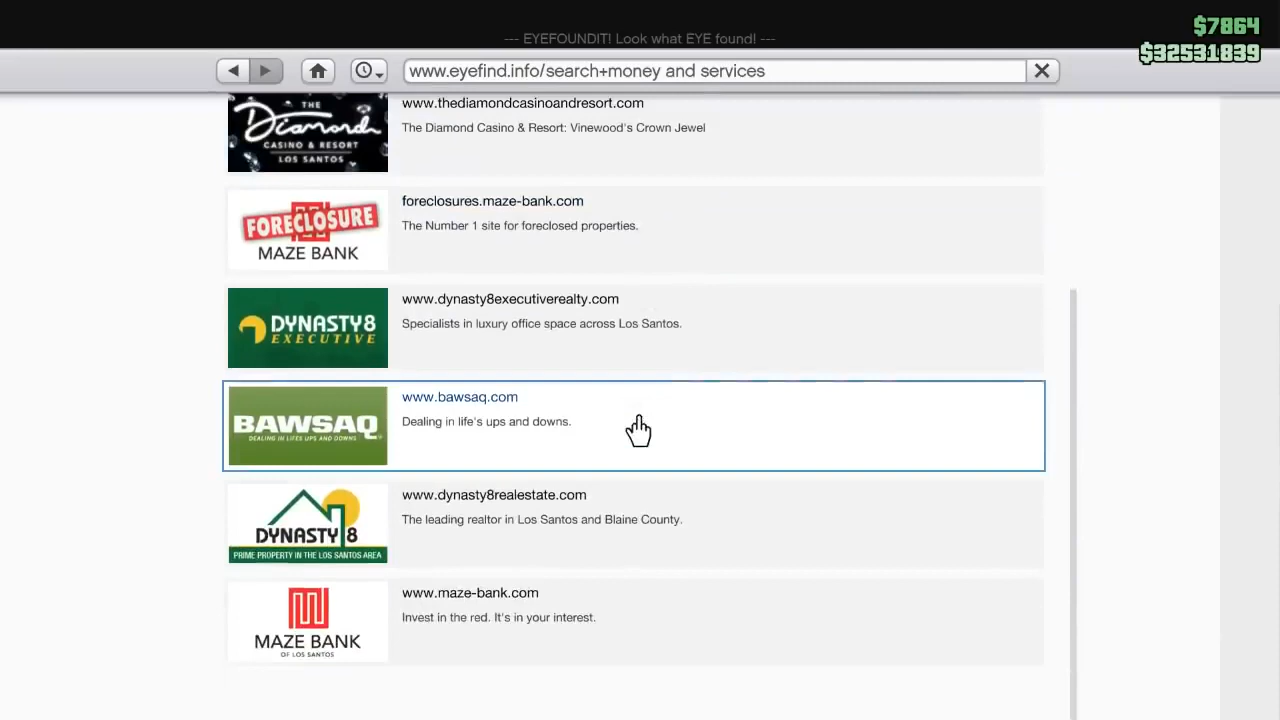 $7864
--- EYEFOUNDIT! Look what EYE found! ---
$32531839
www.eyefind.info/search+money and services
THE
Diamond
CASINO & RESORT
LOS SANTOS
www.thediamondcasinoandresort.com
The Diamond Casino & Resort: Vinewood's Crown Jewel
FORECLOSURE
MAZE BANK
foreclosures.maze-bank.com
The Number 1 site for foreclosed properties.
DYNASTY8
EXECUTIVE
www.dynasty8executiverealty.com
Specialists in luxury office space across Los Santos.
BAWSAQ
DEALING IN LIFE'S UPS AND DOWNS
www.bawsaq.com
Dealing in life's ups and downs.
DYNASTY 8
PRIME PROPERTY IN THE LOS SANTOS AREA
www.dynasty8realestate.com
The leading realtor in Los Santos and Blaine County.
MAZE BANK
OF LOS SANTOS
www.maze-bank.com
Invest in the red. It's in your interest.